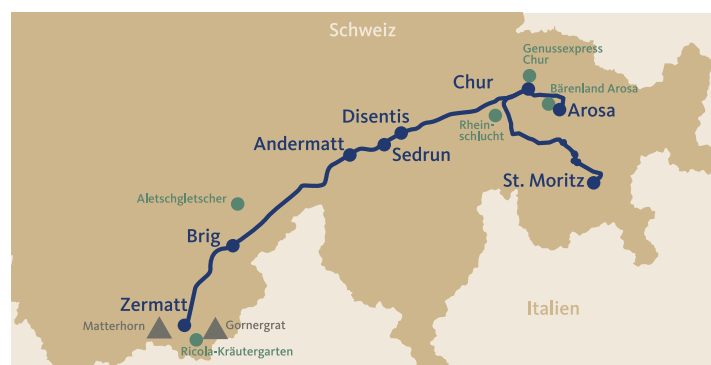 Schweiz
Genussexpress
Chur
Chur
Bärenland Arosa
Arosa
Disentis
Rhein-
schlucht
Andermatt
Sedrun
St. Moritz
Aletschgletscher
Brig
Zermatt
Italien
Matterhorn
Gornergrat
Ricola-Kräutergarten